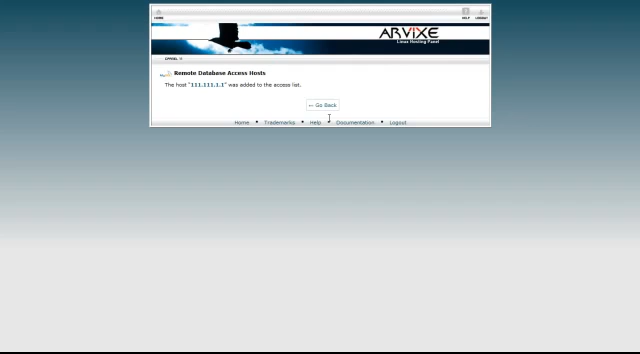 HOME
HELP LOGOUT
ARVIXE
Linux Hosting Panel
CPANEL
Remote Database Access Hosts
The host "111.111.1.1" was added to the access list.
← Go Back
Home • Trademarks • Help • Documentation • Logout